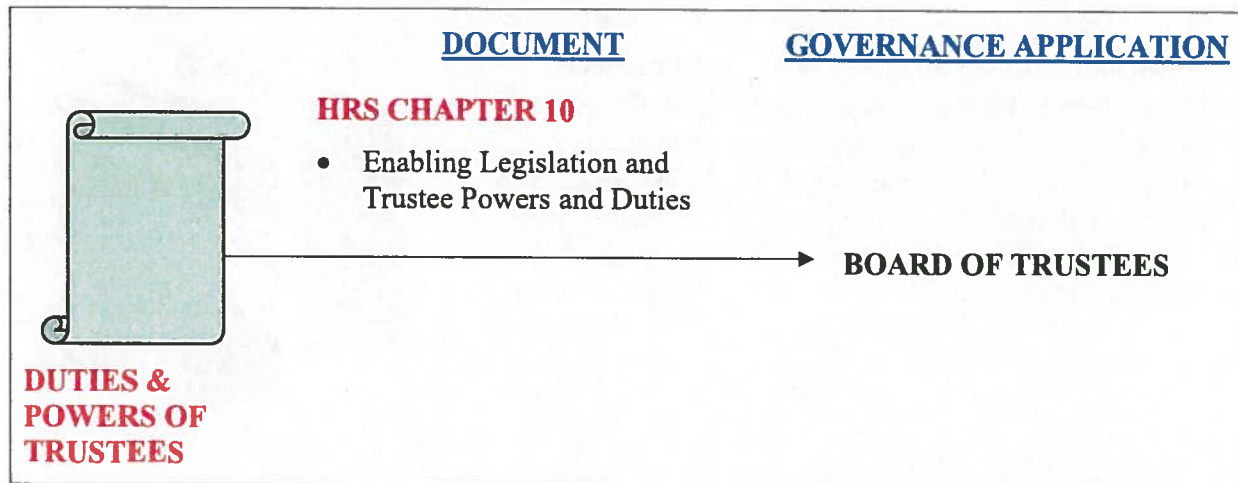 DOCUMENT
GOVERNANCE APPLICATION
HRS CHAPTER 10
• Enabling Legislation and
Trustee Powers and Duties
BOARD OF TRUSTEES
DUTIES &
POWERS OF
TRUSTEES